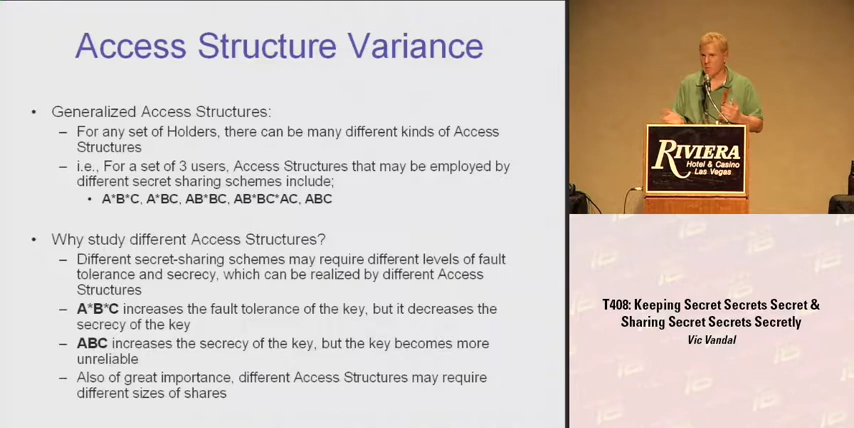 Access Structure Variance
• Generalized Access Structures:
– For any set of Holders, there can be many different kinds of Access
Structures
– i.e., For a set of 3 users, Access Structures that may be employed by
different secret sharing schemes include;
• A*B*C, A*BC, AB*BC, AB*BC*AC, ABC
• Why study different Access Structures?
– Different secret-sharing schemes may require different levels of fault
tolerance and secrecy, which can be realized by different Access
Structures
– A*B*C increases the fault tolerance of the key, but it decreases the
secrecy of the key
– ABC increases the secrecy of the key, but the key becomes more
unreliable
– Also of great importance, different Access Structures may require
different sizes of shares
RIVIERA
Hotel & Casino
Las Vegas
T408: Keeping Secret Secrets Secret &
Sharing Secret Secrets Secretly
Vic Vandal